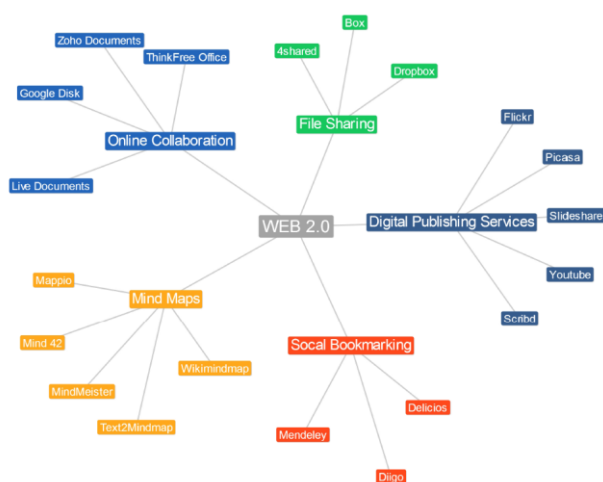 Box
Zoho Documents
4shared
ThinkFree Office
Dropbox
Google Disk
Flickr
File Sharing
Online Collaboration
Picasa
Live Documents
Slideshare
Digital Publishing Services
WEB 2.0
Youtube
Mappio
Mind Maps
Scribd
Mind 42
Socal Bookmarking
Wikimindmap
MindMeister
Delicios
Text2Mindmap
Mendeley
Diigo